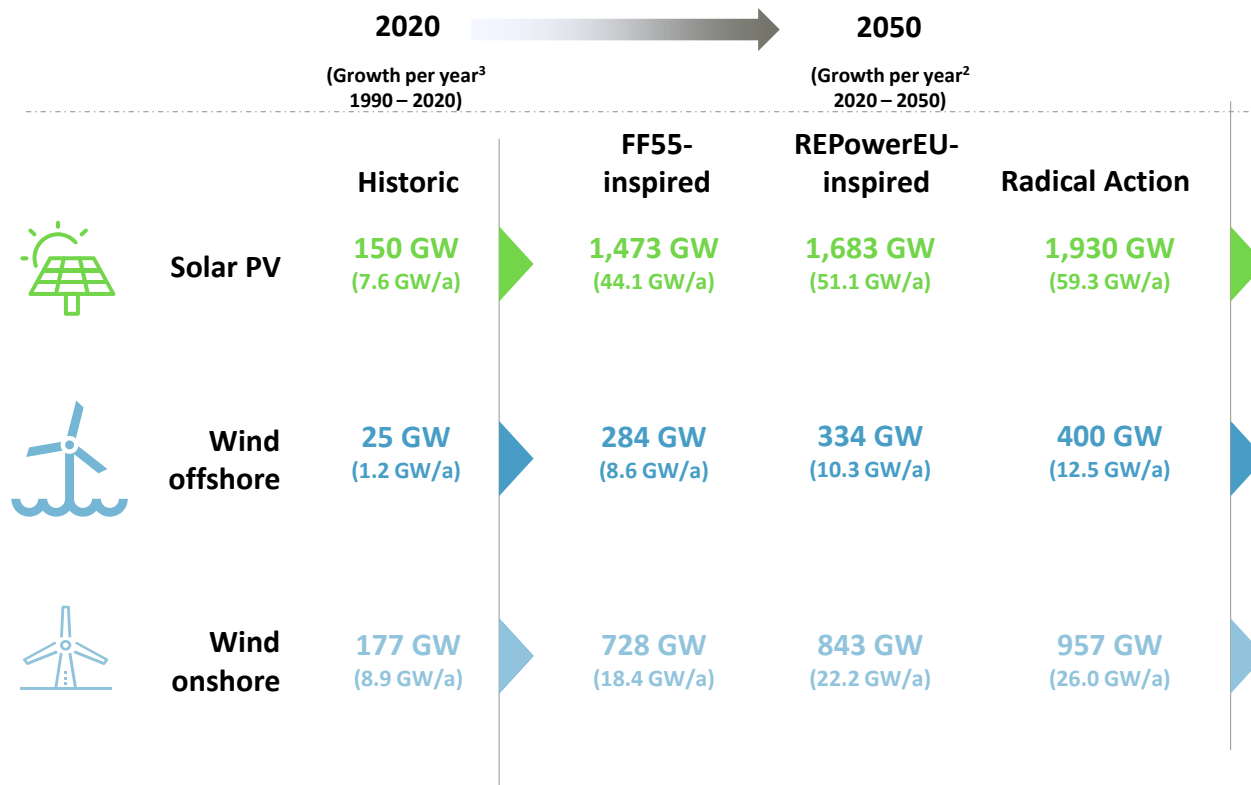 2020
2050
(Growth per year³
1990 – 2020)
(Growth per year²
2020 – 2050)
Historic
FF55-
inspired
REPowerEU-
inspired
Radical Action
Solar PV
150 GW
(7.6 GW/a)
1,473 GW
(44.1 GW/a)
1,683 GW
(51.1 GW/a)
1,930 GW
(59.3 GW/a)
Wind
offshore
25 GW
(1.2 GW/a)
284 GW
(8.6 GW/a)
334 GW
(10.3 GW/a)
400 GW
(12.5 GW/a)
Wind
onshore
177 GW
(8.9 GW/a)
728 GW
(18.4 GW/a)
843 GW
(22.2 GW/a)
957 GW
(26.0 GW/a)